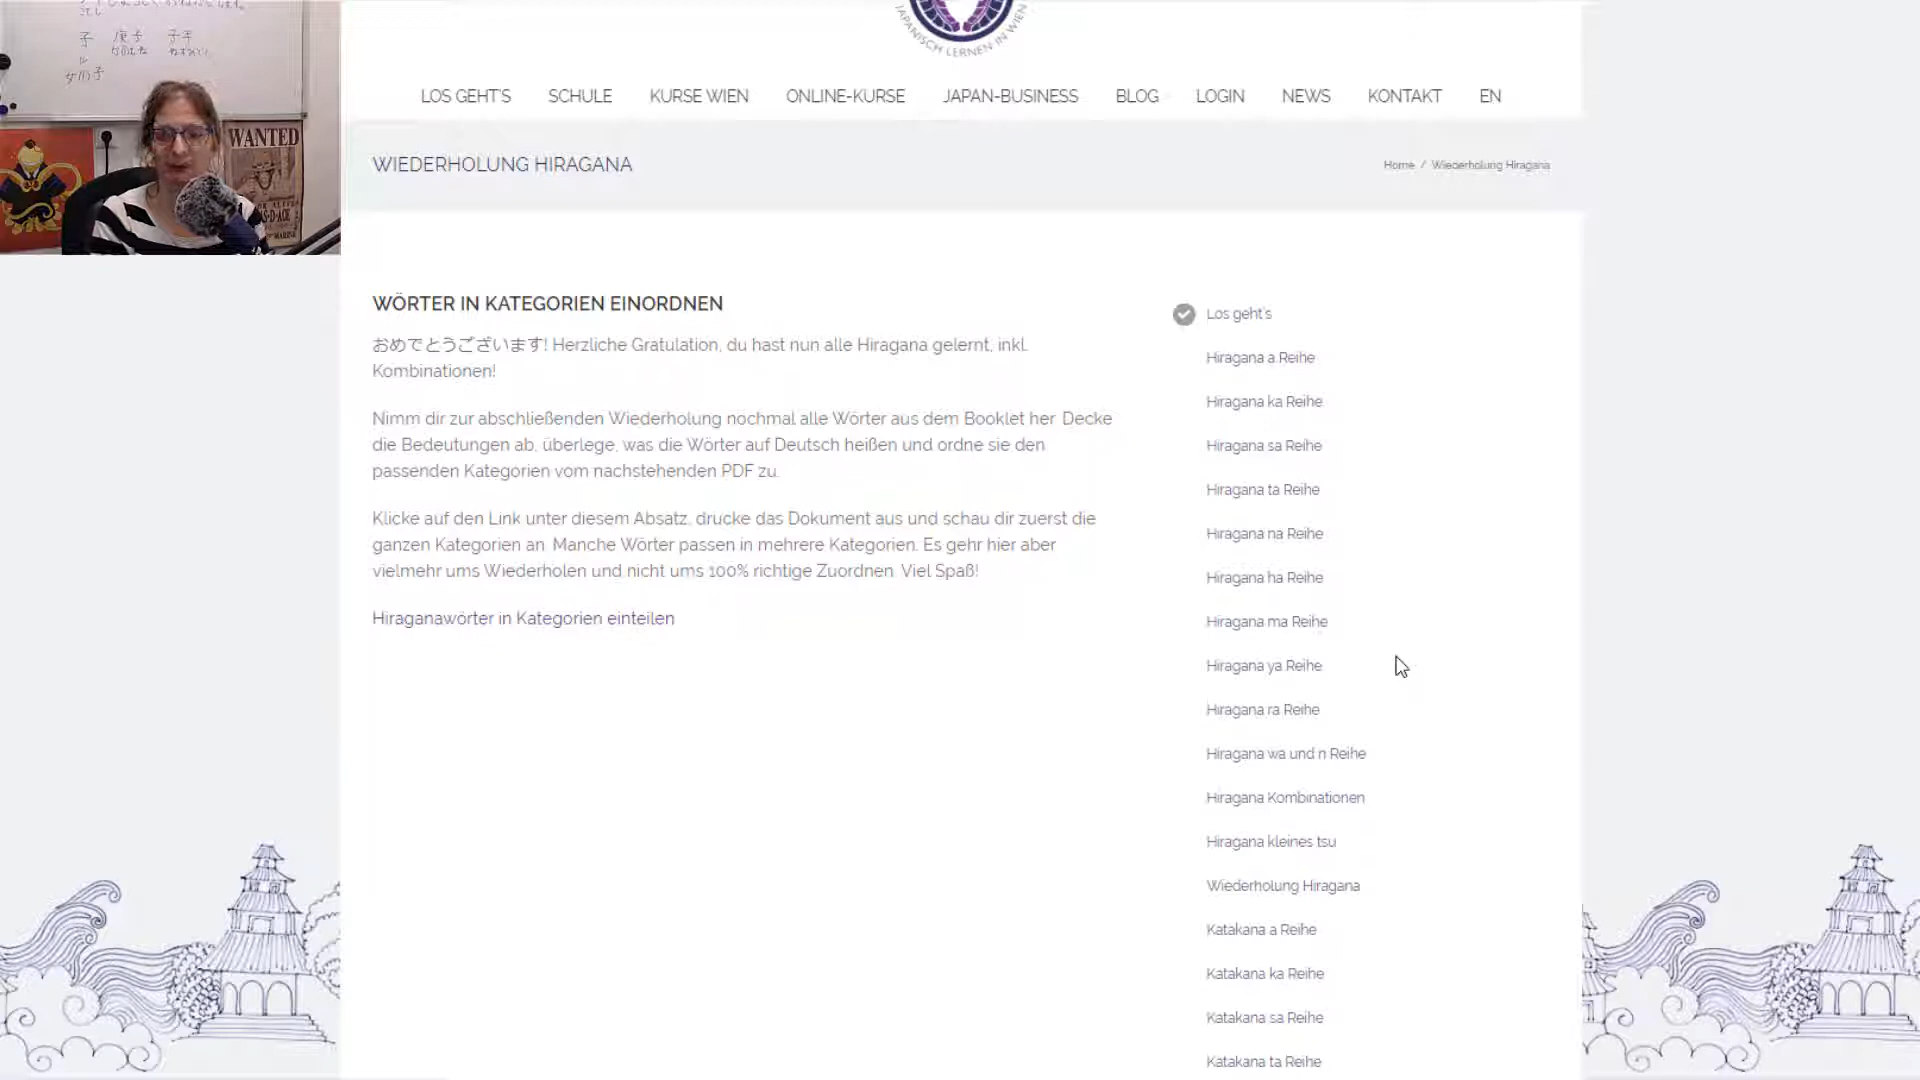 JAPANISCH LERNEN IN WIEN
LOS GEHT'S SCHULE KURSE WIEN ONLINE-KURSE JAPAN-BUSINESS BLOG LOGIN NEWS KONTAKT EN
WIEDERHOLUNG HIRAGANA
Home / Wiederholung Hiragana
WANTED
WÖRTER IN KATEGORIEN EINORDNEN
おめでとうございます! Herzliche Gratulation, du hast nun alle Hiragana gelernt, inkl.
Kombinationen!
Nimm dir zur abschließenden Wiederholung nochmal alle Wörter aus dem Booklet her. Decke
die Bedeutungen ab, überlege, was die Wörter auf Deutsch heißen und ordne sie den
passenden Kategorien vom nachstehenden PDF zu.
Klicke auf den Link unter diesem Absatz, drucke das Dokument aus und schau dir zuerst die
ganzen Kategorien an. Manche Wörter passen in mehrere Kategorien. Es gehr hier aber
vielmehr ums Wiederholen und nicht ums 100% richtige Zuordnen. Viel Spaß!
Hiraganawörter in Kategorien einteilen
Los geht's
Hiragana a Reihe
Hiragana ka Reihe
Hiragana sa Reihe
Hiragana ta Reihe
Hiragana na Reihe
Hiragana ha Reihe
Hiragana ma Reihe
Hiragana ya Reihe
Hiragana ra Reihe
Hiragana wa und n Reihe
Hiragana Kombinationen
Hiragana kleines tsu
Wiederholung Hiragana
Katakana a Reihe
Katakana ka Reihe
Katakana sa Reihe
Katakana ta Reihe